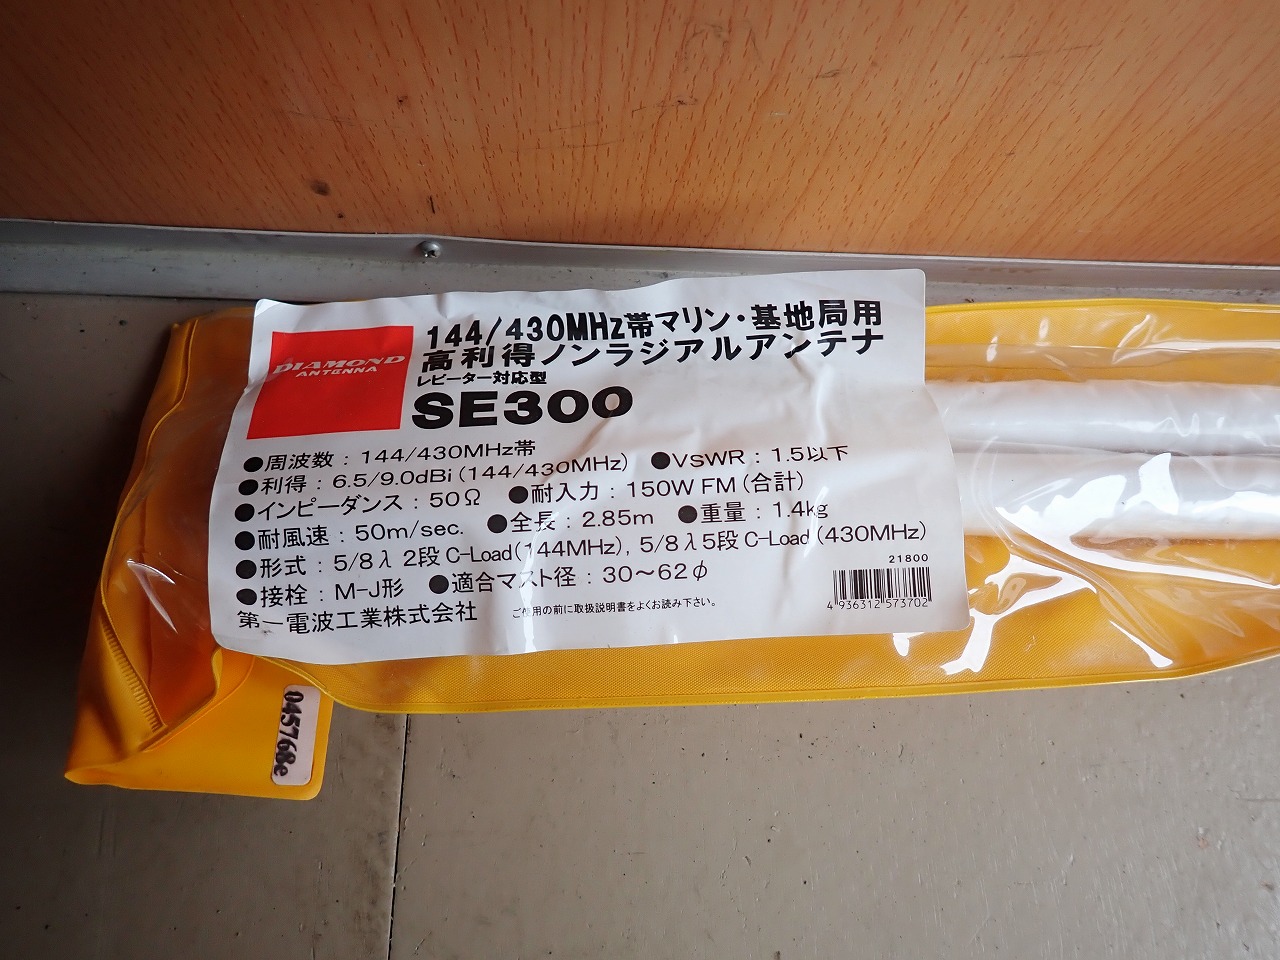 DIAMOND
ANTENNA
144/430MHz帯マリン・基地局用
高利得ノンラジアルアンテナ
レピーター対応型
SE300
●周波数：144/430MHz帯
●利得：6.5/9.0dBi（144/430MHz） ●VSWR：1.5以下
●インピーダンス：50Ω ●耐入力：150W FM（合計）
●耐風速：50m/sec. ●全長：2.85m ●重量：1.4kg
●形式：5/8λ 2段 C-Load（144MHz），5/8λ5段 C-Load（430MHz）
●接栓：M-J形 ●適合マスト径：30〜62φ
第一電波工業株式会社
ご使用の前に取扱説明書をよくお読み下さい。
21800
4 936312 573702
045768e